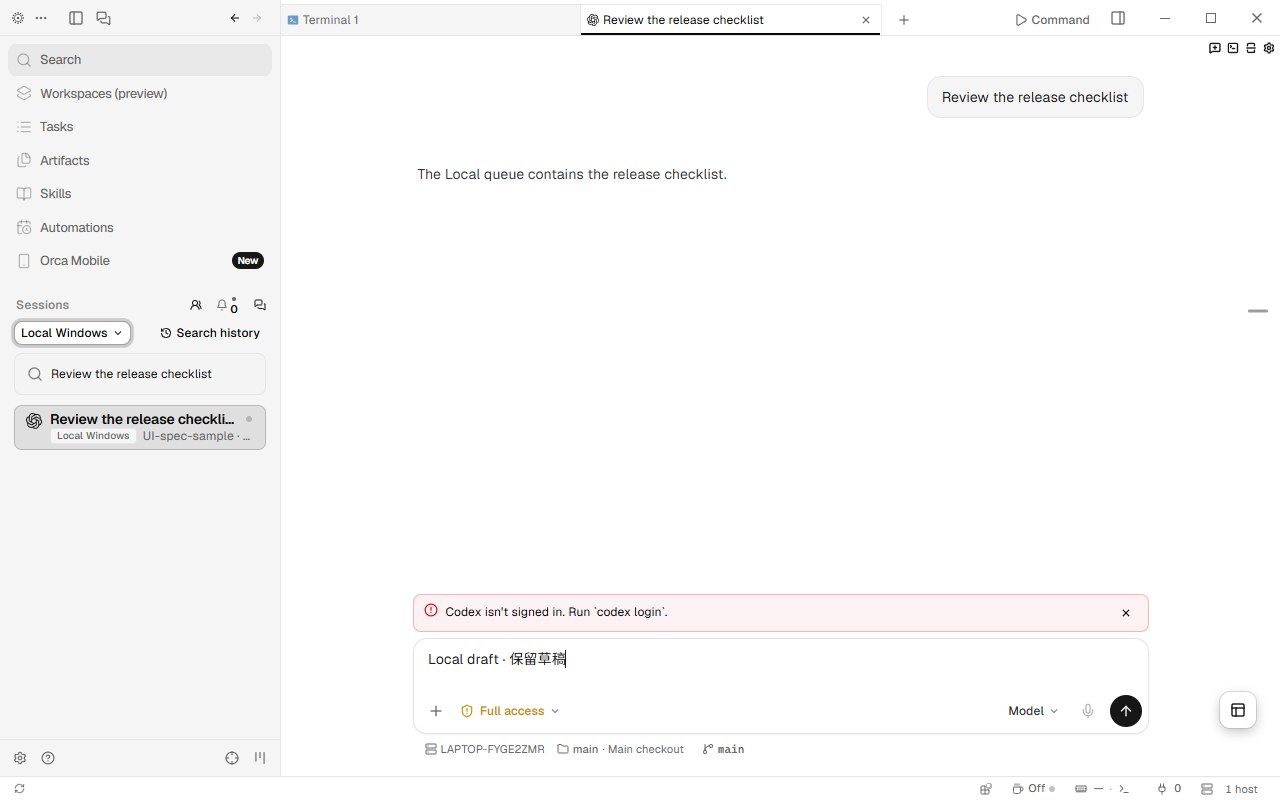 Terminal 1
Review the release checklist
Command
Search
Workspaces (preview)
Tasks
Artifacts
Skills
Automations
Orca Mobile
New
Sessions
0
Local Windows
Search history
Review the release checklist
Review the release checkli...
Local Windows
UI-spec-sample · ...
Review the release checklist
The Local queue contains the release checklist.
Codex isn't signed in. Run `codex login`.
Local draft · 保留草稿
Full access
Model
LAPTOP-FYGE2ZMR
main · Main checkout
main
Off
0
1 host